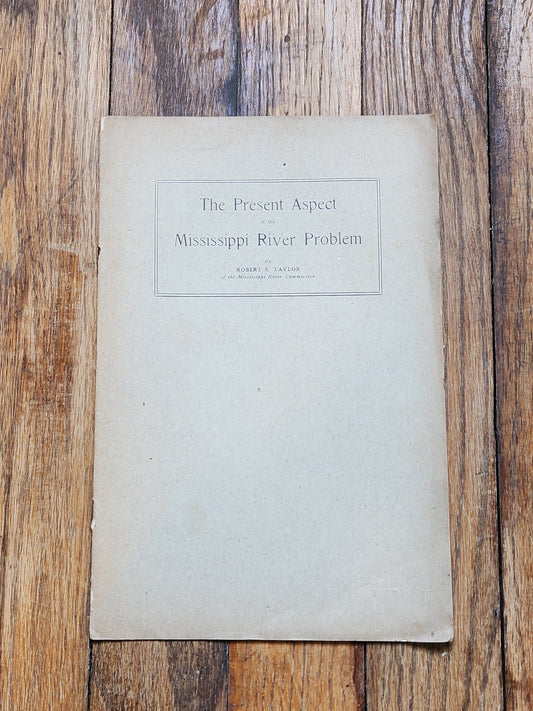 The Present Aspect
of the
Mississippi River Problem
By
ROBERT S. TAYLOR
of the Mississippi River Commission